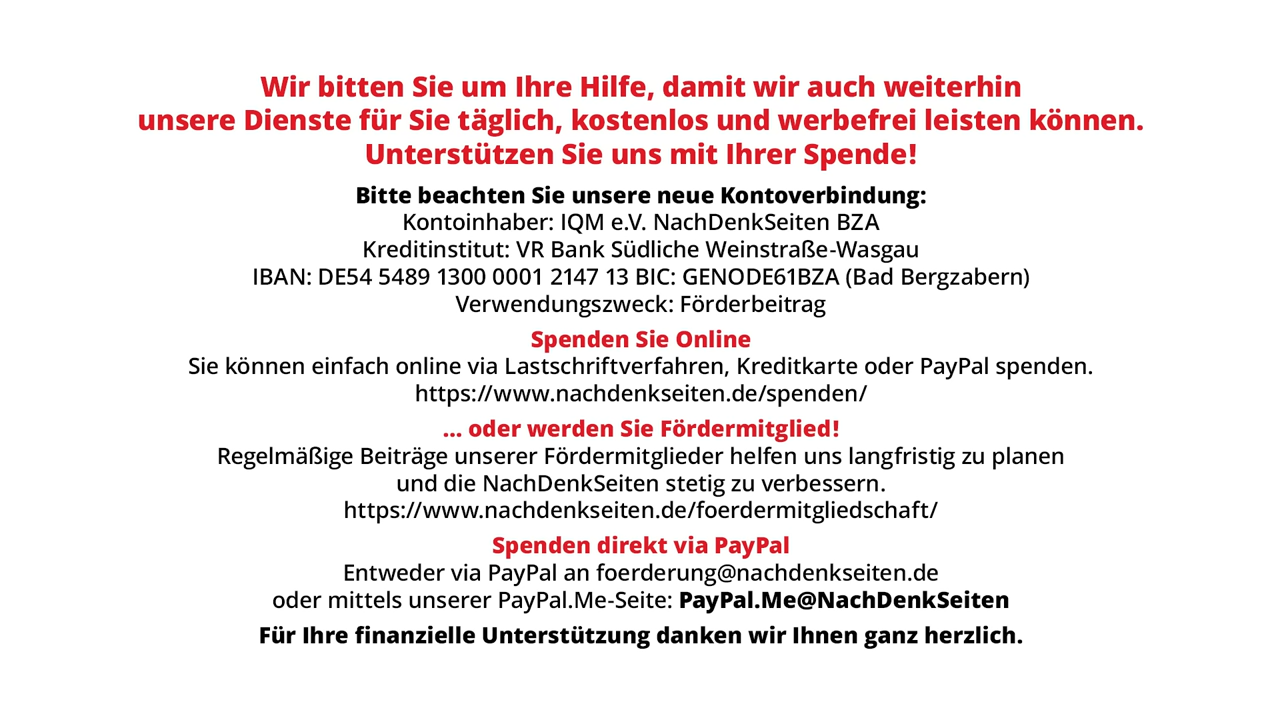 Wir bitten Sie um Ihre Hilfe, damit wir auch weiterhin
unsere Dienste für Sie täglich, kostenlos und werbefrei leisten können.
Unterstützen Sie uns mit Ihrer Spende!
Bitte beachten Sie unsere neue Kontoverbindung:
Kontoinhaber: IQM e.V. NachDenkSeiten BZA
Kreditinstitut: VR Bank Südliche Weinstraße-Wasgau
IBAN: DE54 5489 1300 0001 2147 13 BIC: GENODE61BZA (Bad Bergzabern)
Verwendungszweck: Förderbeitrag
Spenden Sie Online
Sie können einfach online via Lastschriftverfahren, Kreditkarte oder PayPal spenden.
https://www.nachdenkseiten.de/spenden/
... oder werden Sie Fördermitglied!
Regelmäßige Beiträge unserer Fördermitglieder helfen uns langfristig zu planen
und die NachDenkSeiten stetig zu verbessern.
https://www.nachdenkseiten.de/foerdermitgliedschaft/
Spenden direkt via PayPal
Entweder via PayPal an foerderung@nachdenkseiten.de
oder mittels unserer PayPal.Me-Seite: PayPal.Me@NachDenkSeiten
Für Ihre finanzielle Unterstützung danken wir Ihnen ganz herzlich.